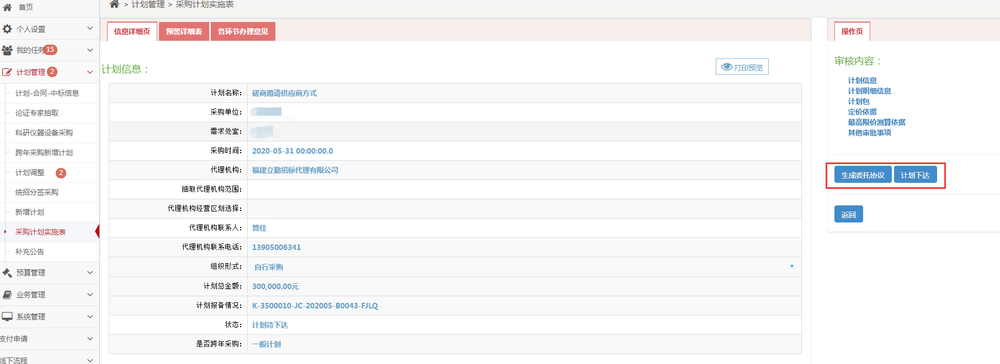 首页
个人设置
我的任务 15
计划管理 2
计划-合同-中标信息
论证专家抽取
科研仪器设备采购
跨年采购新增计划
计划调整 2
统招分签采购
新增计划
采购计划实施表
补充公告
预算管理
业务管理
系统管理
支付申请
线下流程
> 计划管理 > 采购计划实施表
信息详细页 预警详细表 各环节办理意见
计划信息：
打印预览
计划名称： 磋商邀请供应商方式
采购单位：
需求处室：
采购时间： 2020-05-31 00:00:00.0
代理机构： 福建立勤招标代理有限公司
抽取代理机构范围：
代理机构经营区划选择：
代理机构联系人： 曾佳
代理机构联系电话： 13905006341
组织形式： 自行采购
计划总金额： 300,000.00元
计划报备情况： K-3500010-JC-202005-B0043-FJLQ
状态： 计划待下达
是否跨年采购： 一般计划
操作页
审核内容：
计划信息
计划明细信息
计划包
定价依据
最高限价测算依据
其他审批事项
生成委托协议 计划下达
返回